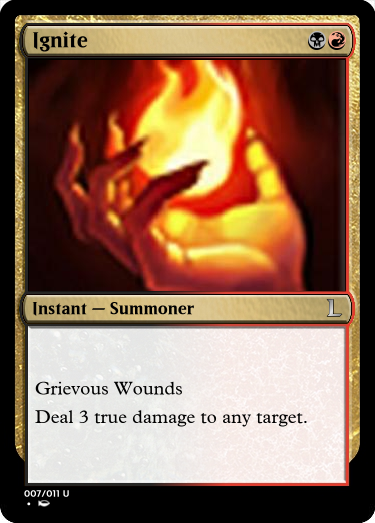 Ignite
Instant — Summoner
L
Grievous Wounds
Deal 3 true damage to any target.
007/011 U